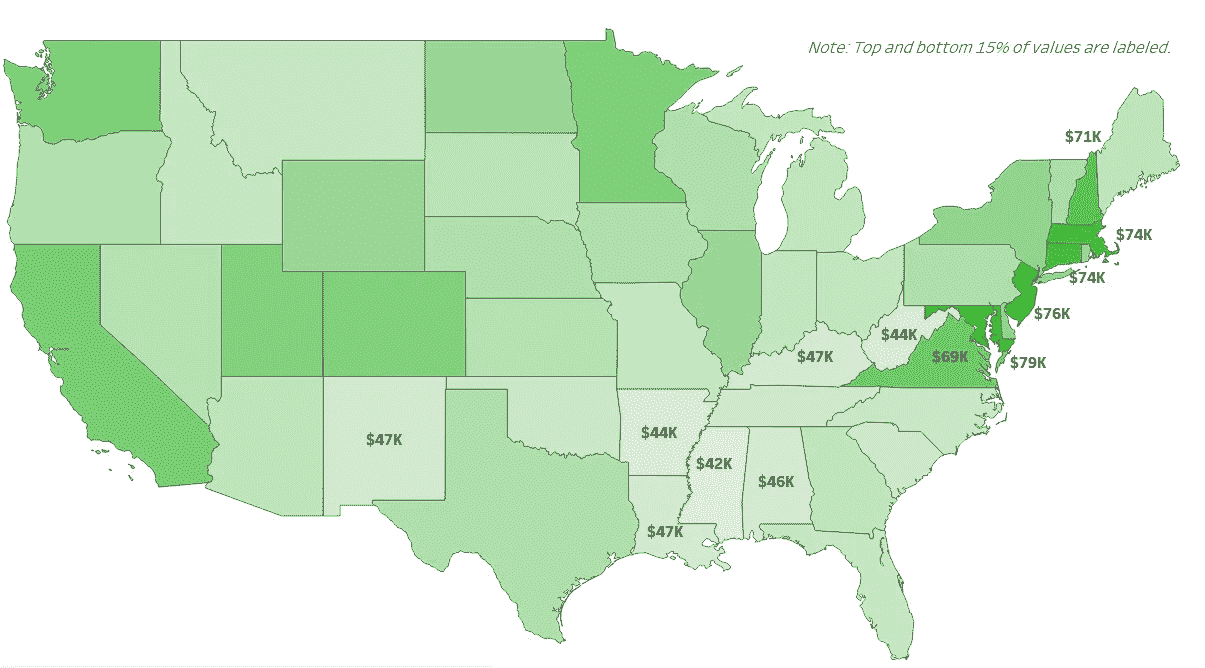 Note: Top and bottom 15% of values are labeled.
$71K
$74K
$74K
$76K
$44K
$47K
$69K
$79K
$47K
$44K
$42K
$46K
$47K